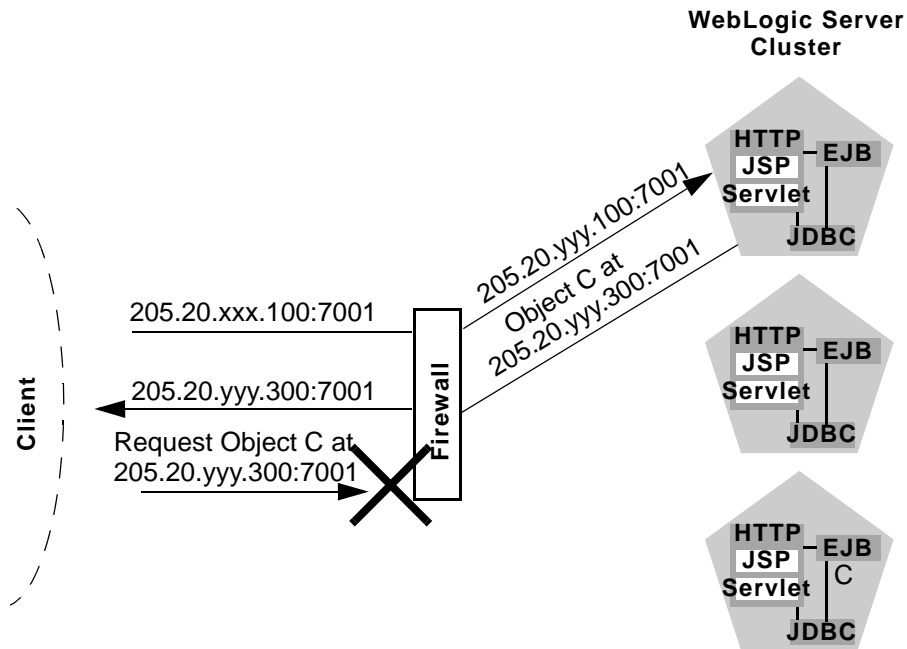 WebLogic Server
Cluster
HTTP
JSP
Servlet
EJB
JDBC
205.20.yyy.100:7001
Object C at
205.20.yyy.300:7001
205.20.xxx.100:7001
205.20.yyy.300:7001
Request Object C at
205.20.yyy.300:7001
Client
Firewall
HTTP
JSP
Servlet
EJB
JDBC
HTTP
JSP
Servlet
EJB
C
JDBC